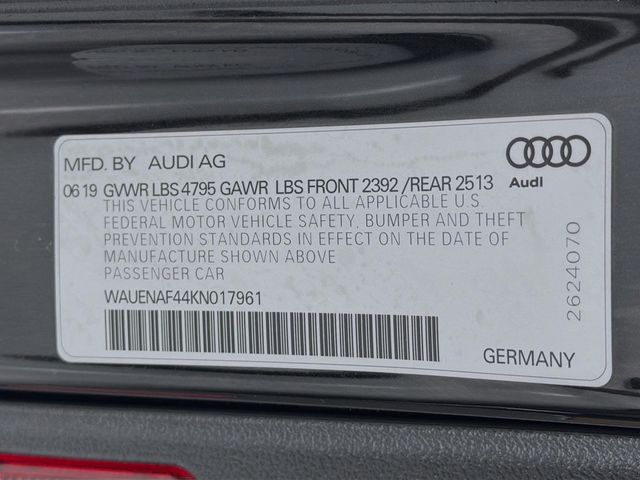 MFD. BY AUDI AG
06 19 GVWR LBS 4795 GAWR LBS FRONT 2392 /REAR 2513
Audi
THIS VEHICLE CONFORMS TO ALL APPLICABLE U.S.
FEDERAL MOTOR VEHICLE SAFETY, BUMPER AND THEFT
PREVENTION STANDARDS IN EFFECT ON THE DATE OF
MANUFACTURE SHOWN ABOVE
PASSENGER CAR
WAUENAF44KN017961
GERMANY
2624070